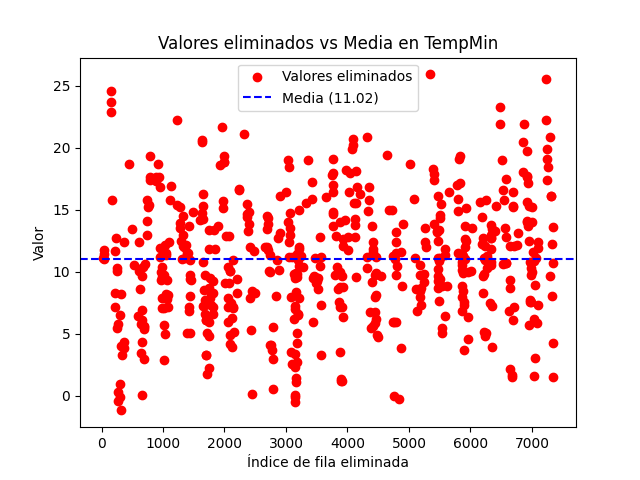 Valores eliminados vs Media en TempMin
Valores eliminados
Media (11.02)
25
20
15
10
5
0
Valor
0 1000 2000 3000 4000 5000 6000 7000
Índice de fila eliminada